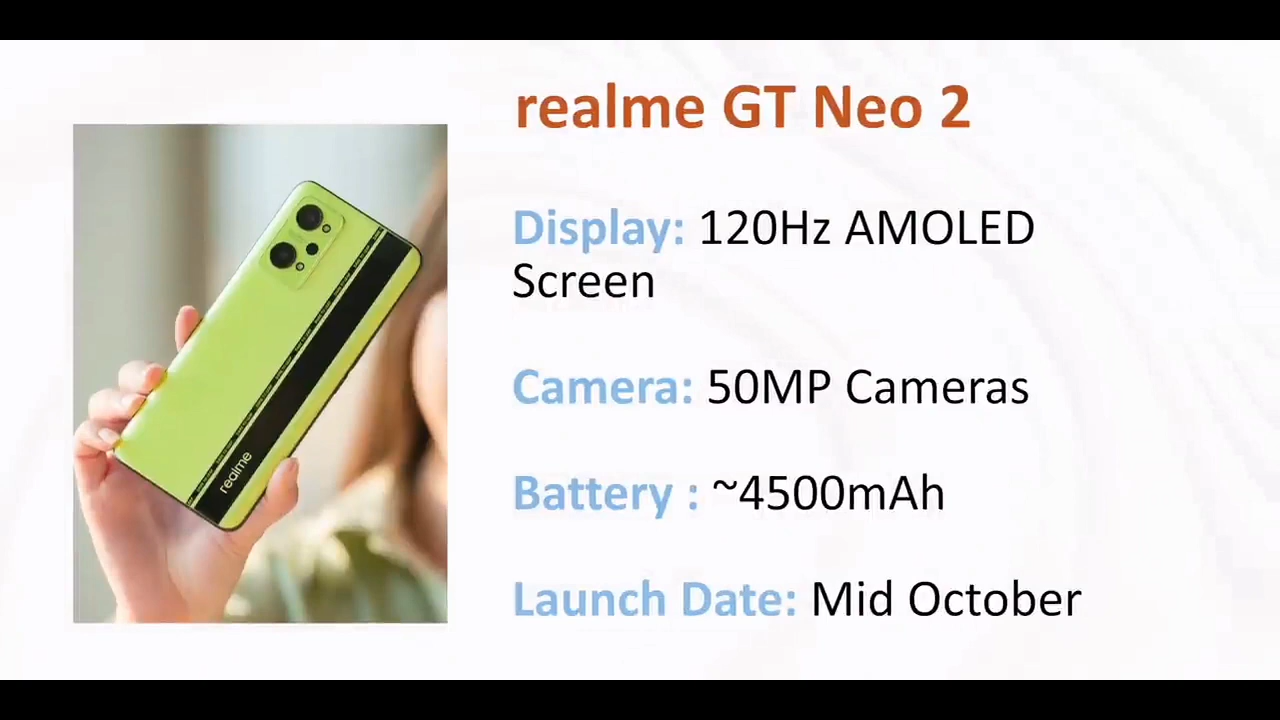 realme GT Neo 2
Display: 120Hz AMOLED
Screen
Camera: 50MP Cameras
Battery : ~4500mAh
Launch Date: Mid October
realme